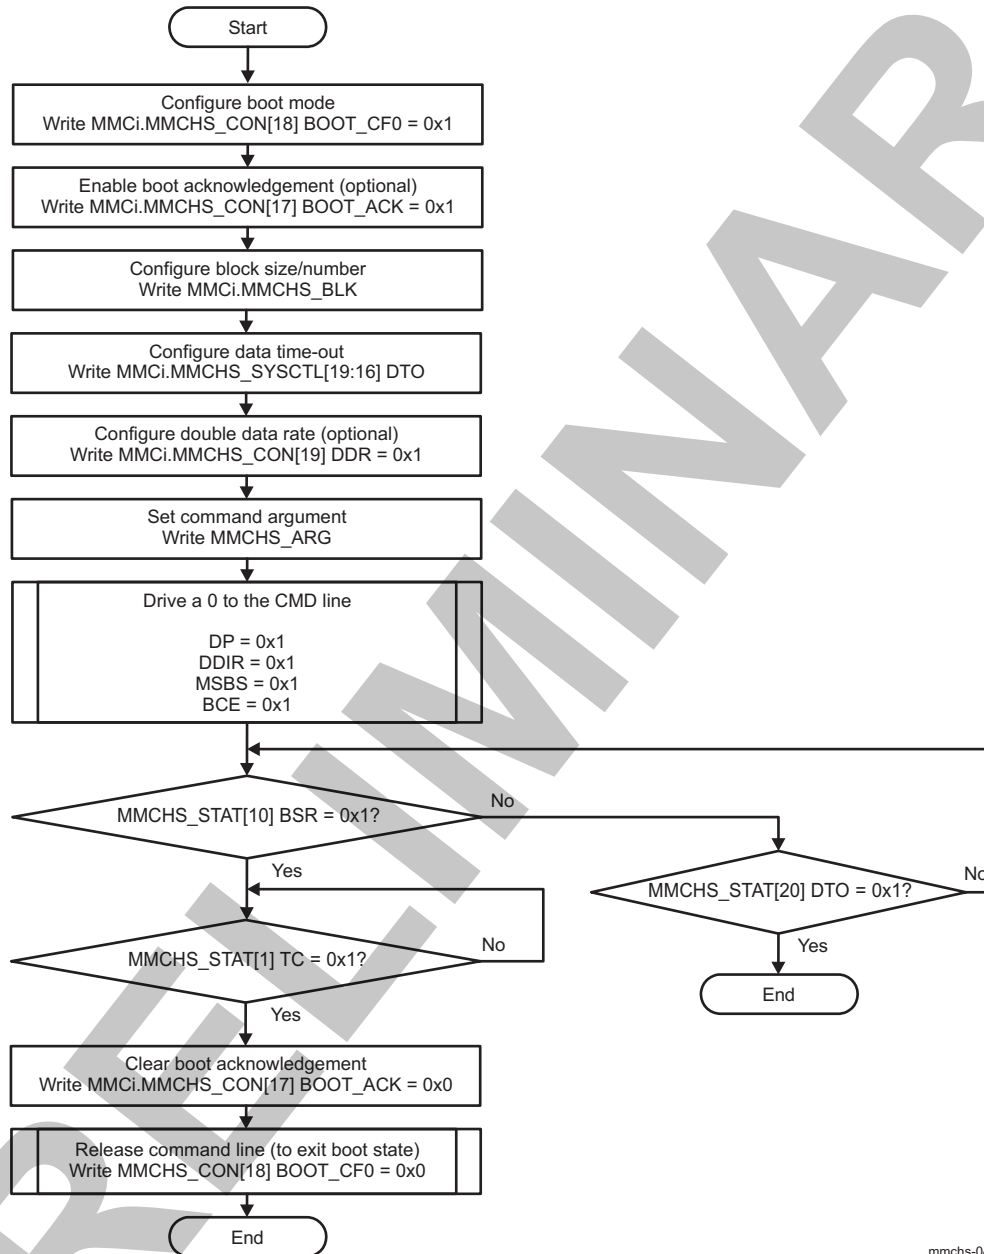 Start
Configure boot mode
Write MMCi.MMCHS_CON[18] BOOT_CF0 = 0x1
Enable boot acknowledgement (optional)
Write MMCi.MMCHS_CON[17] BOOT_ACK = 0x1
Configure block size/number
Write MMCi.MMCHS_BLK
Configure data time-out
Write MMCi.MMCHS_SYSCTL[19:16] DTO
Configure double data rate (optional)
Write MMCi.MMCHS_CON[19] DDR = 0x1
Set command argument
Write MMCHS_ARG
Drive a 0 to the CMD line
DP = 0x1
DDIR = 0x1
MSBS = 0x1
BCE = 0x1
MMCHS_STAT[10] BSR = 0x1?
No
Yes
MMCHS_STAT[20] DTO = 0x1?
No
Yes
End
MMCHS_STAT[1] TC = 0x1?
No
Yes
Clear boot acknowledgement
Write MMCi.MMCHS_CON[17] BOOT_ACK = 0x0
Release command line (to exit boot state)
Write MMCHS_CON[18] BOOT_CF0 = 0x0
End
RELIMINAR